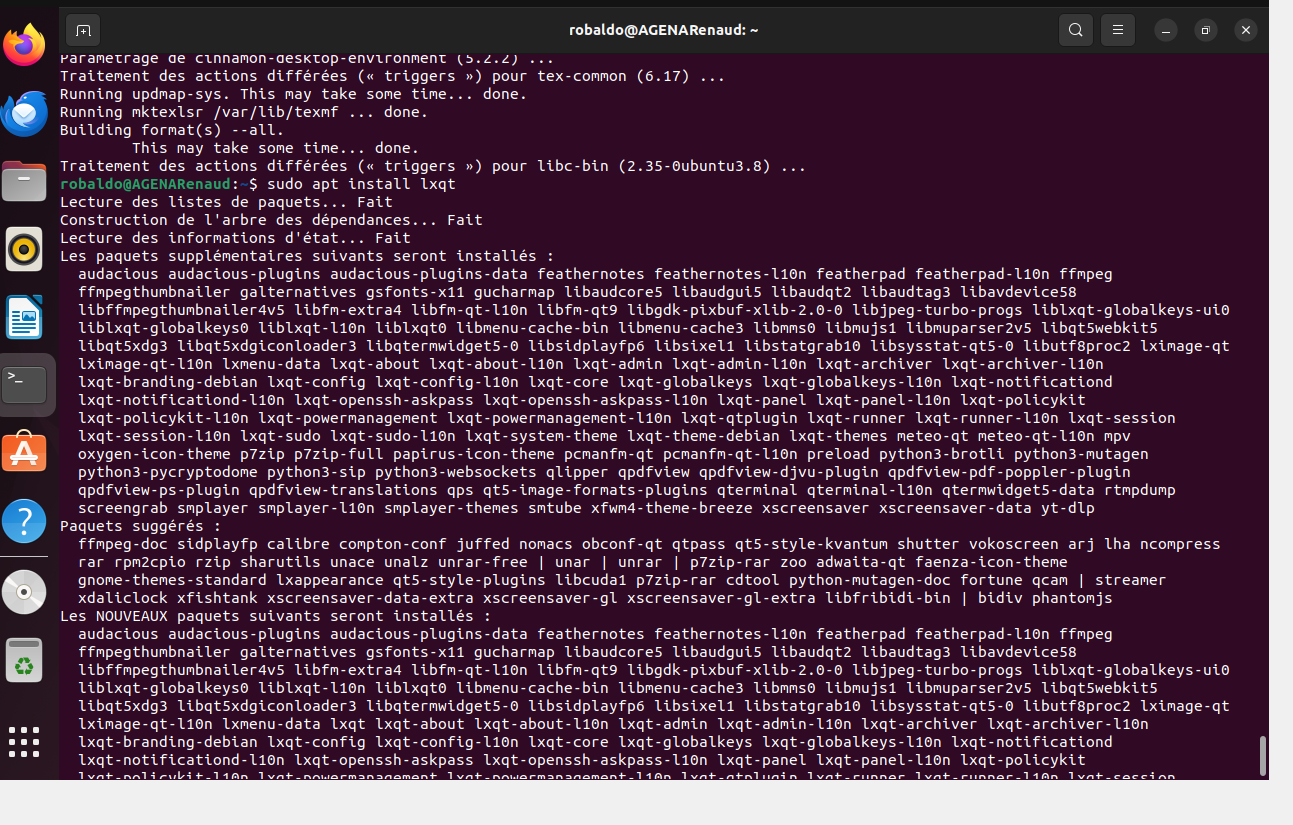 robaldo@AGENARenaud: ~
Paramétrage de cinnamon-desktop-environment (5.2.2) ...
Traitement des actions différées (« triggers ») pour tex-common (6.17) ...
Running updmap-sys. This may take some time... done.
Running mktexlsr /var/lib/texmf ... done.
Building format(s) --all.
        This may take some time... done.
Traitement des actions différées (« triggers ») pour libc-bin (2.35-0ubuntu3.8) ...
robaldo@AGENARenaud:~$ sudo apt install lxqt
Lecture des listes de paquets... Fait
Construction de l'arbre des dépendances... Fait
Lecture des informations d'état... Fait
Les paquets supplémentaires suivants seront installés :
  audacious audacious-plugins audacious-plugins-data feathernotes feathernotes-l10n featherpad featherpad-l10n ffmpeg
  ffmpegthumbnailer galternatives gsfonts-x11 gucharmap libaudcore5 libaudgui5 libaudqt2 libaudtag3 libavdevice58
  libffmpegthumbnailer4v5 libfm-extra4 libfm-qt-l10n libfm-qt9 libgdk-pixbuf-xlib-2.0-0 libjpeg-turbo-progs liblxqt-globalkeys-ui0
  liblxqt-globalkeys0 liblxqt-l10n liblxqt0 libmenu-cache-bin libmenu-cache3 libmms0 libmujs1 libmuparser2v5 libqt5webkit5
  libqt5xdg3 libqt5xdgiconloader3 libqtermwidget5-0 libsidplayfp6 libsixel1 libstatgrab10 libsysstat-qt5-0 libutf8proc2 lximage-qt
  lximage-qt-l10n lxmenu-data lxqt-about lxqt-about-l10n lxqt-admin lxqt-admin-l10n lxqt-archiver lxqt-archiver-l10n
  lxqt-branding-debian lxqt-config lxqt-config-l10n lxqt-core lxqt-globalkeys lxqt-globalkeys-l10n lxqt-notificationd
  lxqt-notificationd-l10n lxqt-openssh-askpass lxqt-openssh-askpass-l10n lxqt-panel lxqt-panel-l10n lxqt-policykit
  lxqt-policykit-l10n lxqt-powermanagement lxqt-powermanagement-l10n lxqt-qtplugin lxqt-runner lxqt-runner-l10n lxqt-session
  lxqt-session-l10n lxqt-sudo lxqt-sudo-l10n lxqt-system-theme lxqt-theme-debian lxqt-themes meteo-qt meteo-qt-l10n mpv
  oxygen-icon-theme p7zip p7zip-full papirus-icon-theme pcmanfm-qt pcmanfm-qt-l10n preload python3-brotli python3-mutagen
  python3-pycryptodome python3-sip python3-websockets qlipper qpdfview qpdfview-djvu-plugin qpdfview-pdf-poppler-plugin
  qpdfview-ps-plugin qpdfview-translations qps qt5-image-formats-plugins qterminal qterminal-l10n qtermwidget5-data rtmpdump
  screengrab smplayer smplayer-l10n smplayer-themes smtube xfwm4-theme-breeze xscreensaver xscreensaver-data yt-dlp
Paquets suggérés :
  ffmpeg-doc sidplayfp calibre compton-conf juffed nomacs obconf-qt qtpass qt5-style-kvantum shutter vokoscreen arj lha ncompress
  rar rpm2cpio rzip sharutils unace unalz unrar-free | unar | unrar | p7zip-rar zoo adwaita-qt faenza-icon-theme
  gnome-themes-standard lxappearance qt5-style-plugins libcuda1 p7zip-rar cdtool python-mutagen-doc fortune qcam | streamer
  xdaliclock xfishtank xscreensaver-data-extra xscreensaver-gl xscreensaver-gl-extra libfribidi-bin | bidiv phantomjs
Les NOUVEAUX paquets suivants seront installés :
  audacious audacious-plugins audacious-plugins-data feathernotes feathernotes-l10n featherpad featherpad-l10n ffmpeg
  ffmpegthumbnailer galternatives gsfonts-x11 gucharmap libaudcore5 libaudgui5 libaudqt2 libaudtag3 libavdevice58
  libffmpegthumbnailer4v5 libfm-extra4 libfm-qt-l10n libfm-qt9 libgdk-pixbuf-xlib-2.0-0 libjpeg-turbo-progs liblxqt-globalkeys-ui0
  liblxqt-globalkeys0 liblxqt-l10n liblxqt0 libmenu-cache-bin libmenu-cache3 libmms0 libmujs1 libmuparser2v5 libqt5webkit5
  libqt5xdg3 libqt5xdgiconloader3 libqtermwidget5-0 libsidplayfp6 libsixel1 libstatgrab10 libsysstat-qt5-0 libutf8proc2 lximage-qt
  lximage-qt-l10n lxmenu-data lxqt lxqt-about lxqt-about-l10n lxqt-admin lxqt-admin-l10n lxqt-archiver lxqt-archiver-l10n
  lxqt-branding-debian lxqt-config lxqt-config-l10n lxqt-core lxqt-globalkeys lxqt-globalkeys-l10n lxqt-notificationd
  lxqt-notificationd-l10n lxqt-openssh-askpass lxqt-openssh-askpass-l10n lxqt-panel lxqt-panel-l10n lxqt-policykit
  lxqt-policykit-l10n lxqt-powermanagement lxqt-powermanagement-l10n lxqt-qtplugin lxqt-runner lxqt-runner-l10n lxqt-session